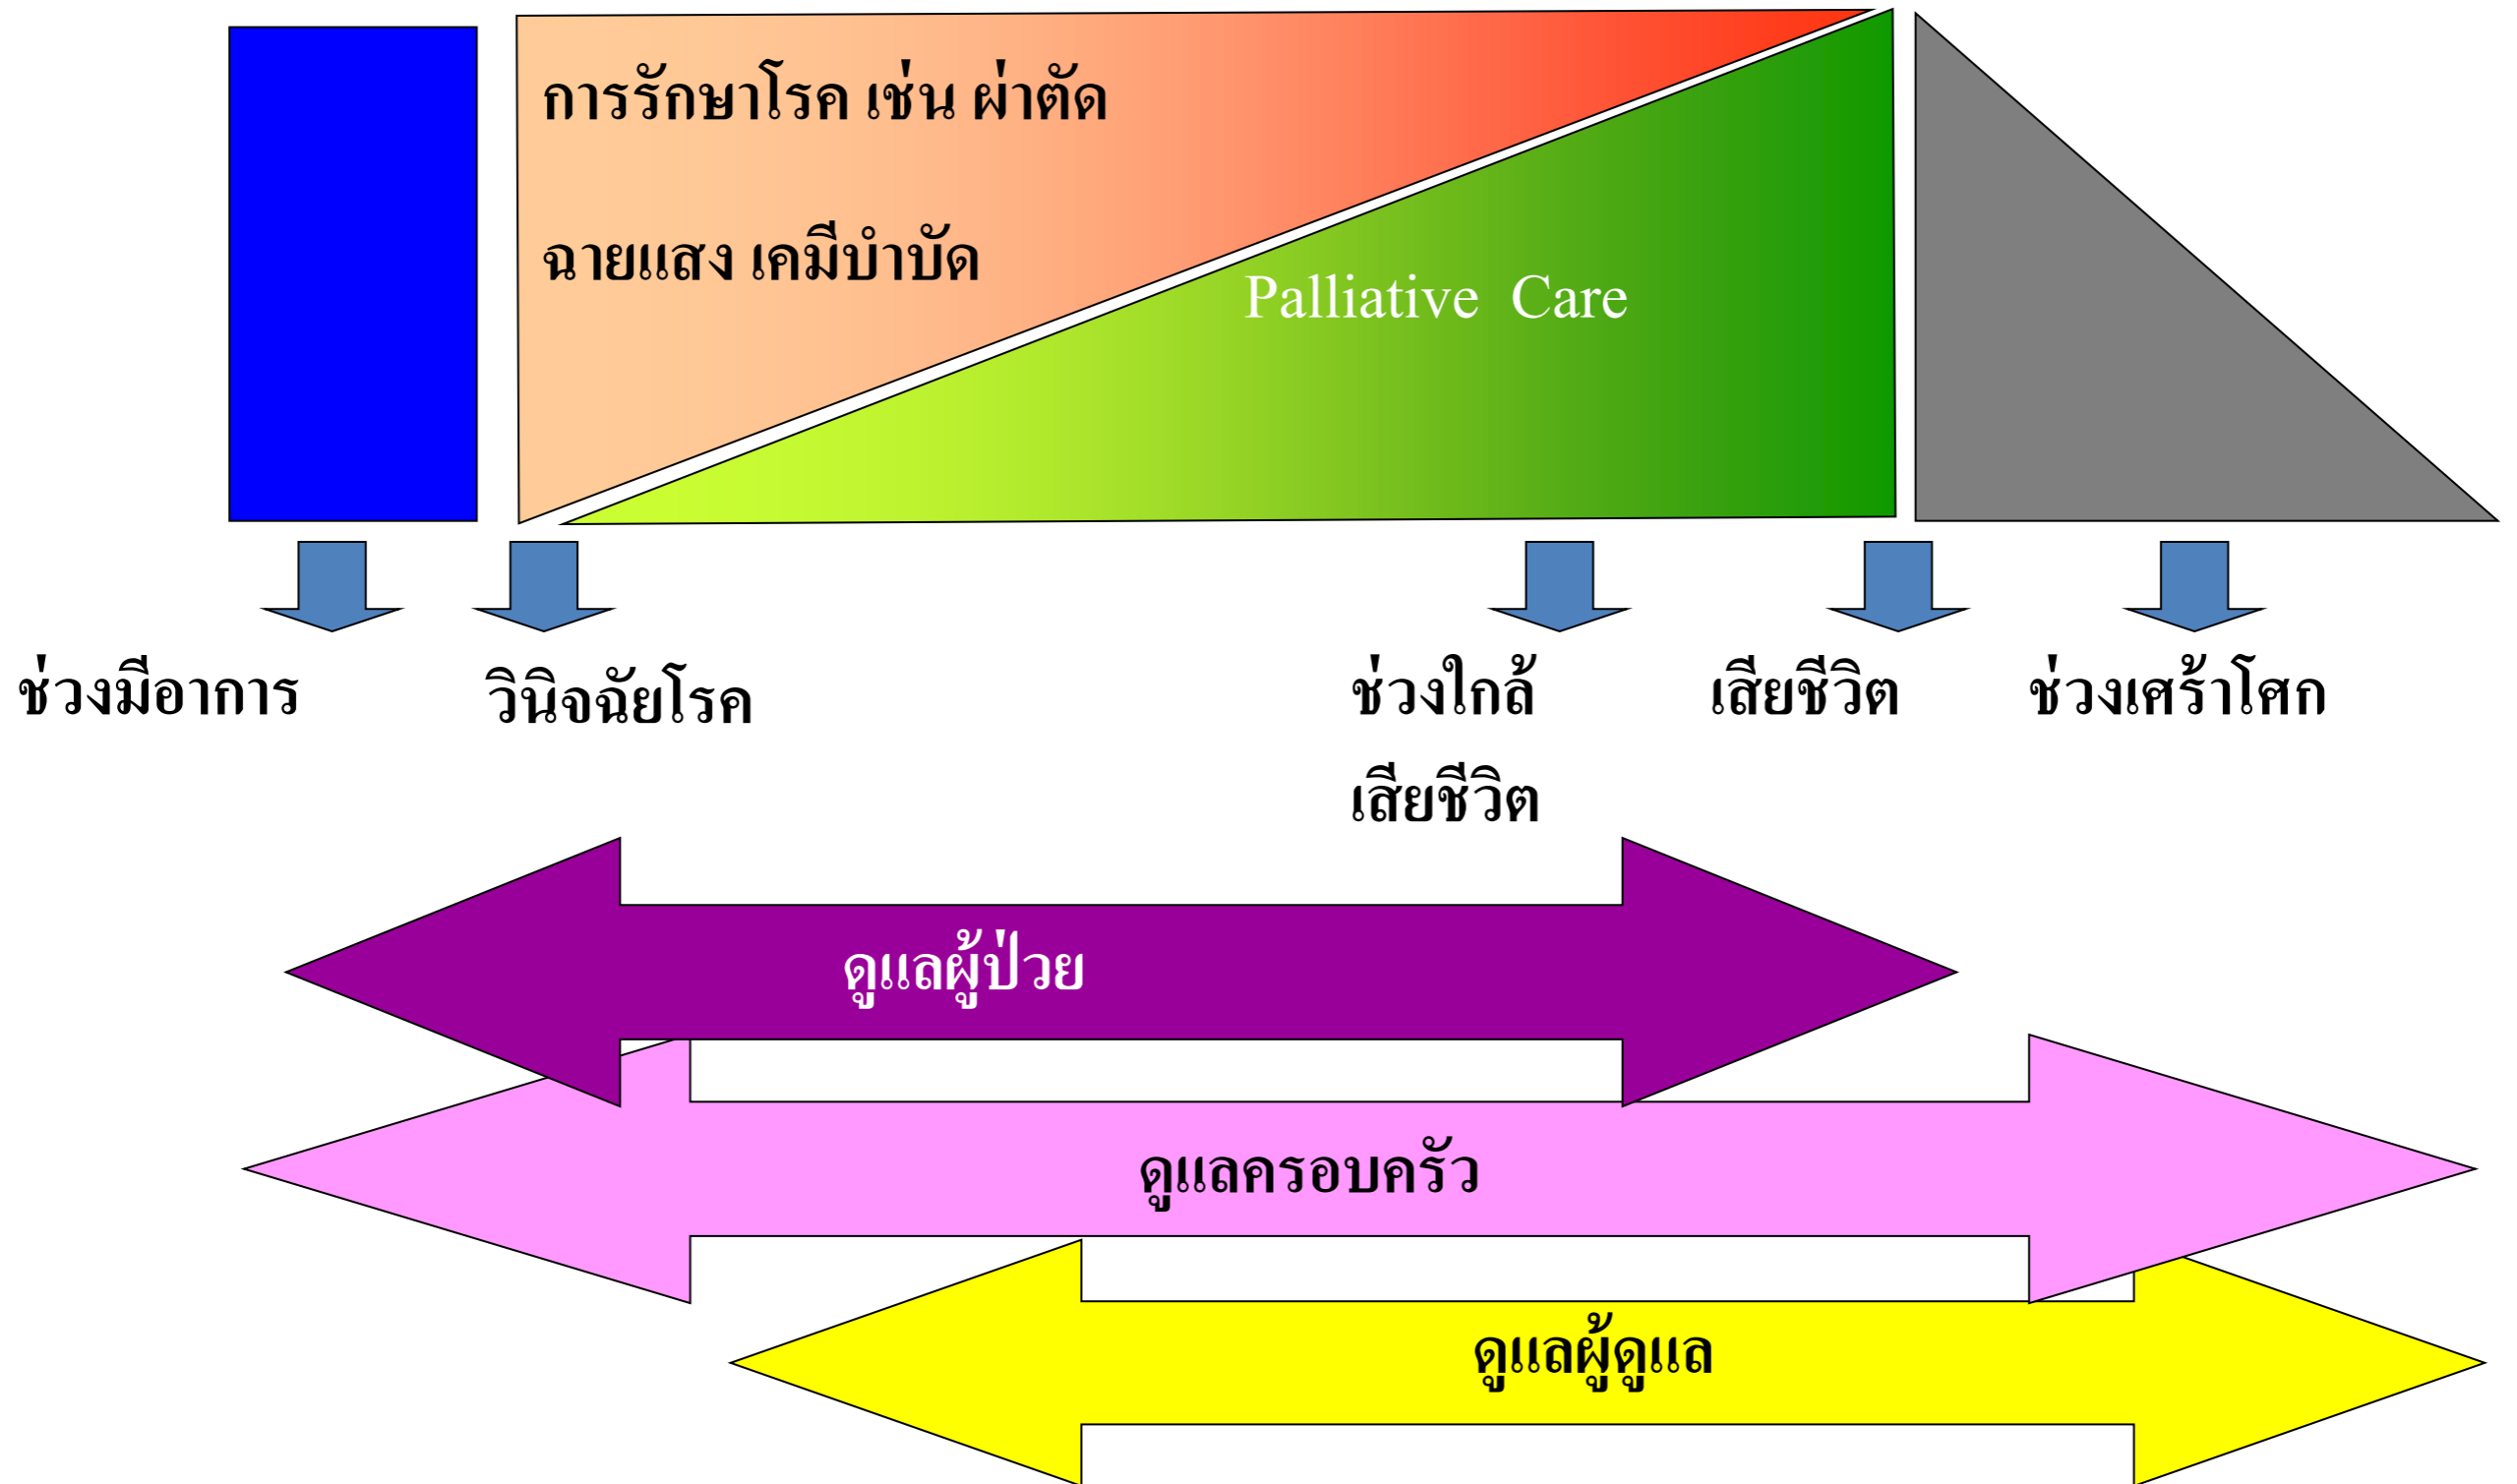 การรักษาโรค เช่น ผ่าตัด
ฉายแสง เคมีบำบัด
Palliative Care
ช่วงมีอาการ
วินิจฉัยโรค
ช่วงใกล้
เสียชีวิต
เสียชีวิต
ช่วงเศร้าโศก
ดูแลผู้ป่วย
ดูแลครอบครัว
ดูแลผู้ดูแล